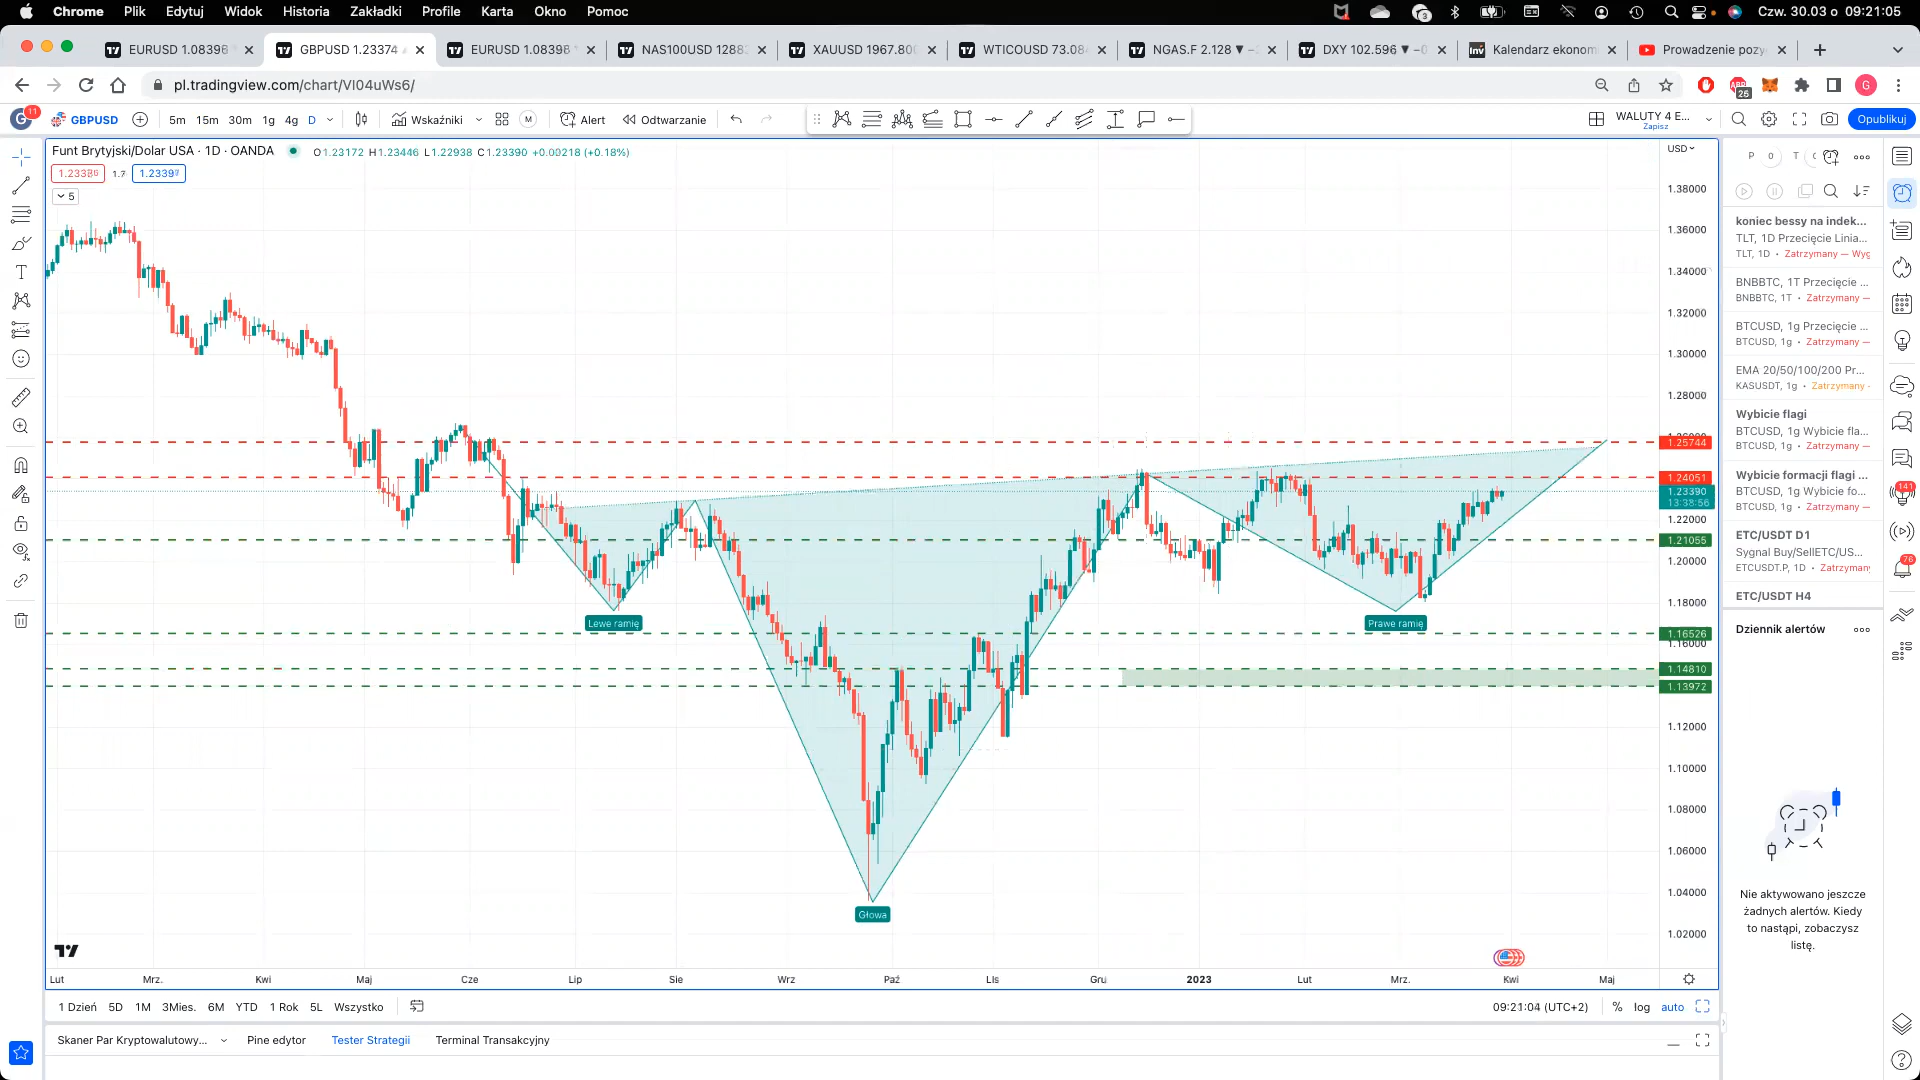 Chrome Plik Edytuj Widok Historia Zakładki Profile Karta Okno Pomoc
3
Czw. 30.03 o 09:21:05
EURUSD 1.08398
GBPUSD 1.23374
EURUSD 1.08398
NAS100USD 1288
XAUUSD 1967.80
WTICOUSD 73.08
NGAS.F 2.128 ▼
DXY 102.596 ▼
Kalendarz ekonom
Prowadzenie pozy
pl.tradingview.com/chart/VI04uWs6/
25
G
G 11
GBPUSD
5m 15m 30m 1g 4g D
Wskaźniki
M
Alert
Odtwarzanie
WALUTY 4 E...
Zapisz
Opublikuj
Funt Brytyjski/Dolar USA · 1D · OANDA
O1.23172 H1.23446 L1.22938 C1.23390 +0.00218 (+0.18%)
1.7
5
USD
1.38000
1.36000
1.34000
1.32000
1.30000
1.28000
1.25744
1.24051
1.23390
13:38:56
1.22000
1.21055
1.20000
1.18000
1.16526
1.16000
1.14810
1.13972
1.12000
1.10000
1.08000
1.06000
1.04000
1.02000
Lewe ramię
Głowa
Prawe ramię
Lut Mrz. Kwi Maj Cze Lip Sie Wrz Paź Lis Gru 2023 Lut Mrz. Kwi Maj
1 Dzień 5D 1M 3Mies. 6M YTD 1 Rok 5L Wszystko
09:21:04 (UTC+2)
% log auto
Skaner Par Kryptowalutowy...
Pine edytor
Tester Strategii
Terminal Transakcyjny
P 0 T
koniec bessy na indek...
TLT, 1D Przecięcie Linia...
TLT, 1D • Zatrzymany — Wyg
BNBBTC, 1T Przecięcie ...
BNBBTC, 1T • Zatrzymany —
BTCUSD, 1g Przecięcie ...
BTCUSD, 1g • Zatrzymany —
EMA 20/50/100/200 Pr...
KASUSDT, 1g • Zatrzymany -
Wybicie flagi
BTCUSD, 1g Wybicie fla...
BTCUSD, 1g • Zatrzymany —
Wybicie formacji flagi ...
BTCUSD, 1g Wybicie fo...
BTCUSD, 1g • Zatrzymany —
ETC/USDT D1
Sygnal Buy/SellETC/US...
ETCUSDT.P, 1D • Zatrzymany
ETC/USDT H4
Dziennik alertów
Nie aktywowano jeszcze
żadnych alertów. Kiedy
to nastąpi, zobaczysz
listę.
141
76